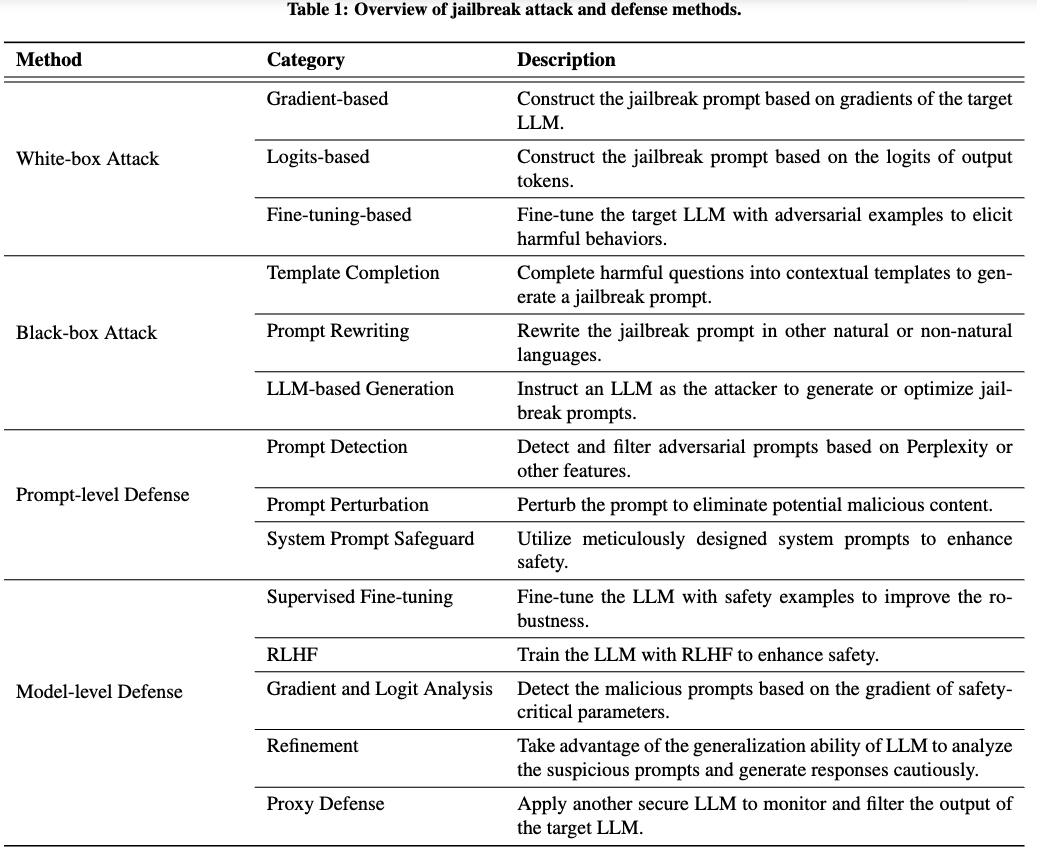 Table 1: Overview of jailbreak attack and defense methods.
Method Category Description
White-box Attack
Gradient-based Construct the jailbreak prompt based on gradients of the target
LLM.
Logits-based Construct the jailbreak prompt based on the logits of output
tokens.
Fine-tuning-based Fine-tune the target LLM with adversarial examples to elicit
harmful behaviors.
Black-box Attack
Template Completion Complete harmful questions into contextual templates to gen-
erate a jailbreak prompt.
Prompt Rewriting Rewrite the jailbreak prompt in other natural or non-natural
languages.
LLM-based Generation Instruct an LLM as the attacker to generate or optimize jail-
break prompts.
Prompt-level Defense
Prompt Detection Detect and filter adversarial prompts based on Perplexity or
other features.
Prompt Perturbation Perturb the prompt to eliminate potential malicious content.
System Prompt Safeguard Utilize meticulously designed system prompts to enhance
safety.
Model-level Defense
Supervised Fine-tuning Fine-tune the LLM with safety examples to improve the ro-
bustness.
RLHF Train the LLM with RLHF to enhance safety.
Gradient and Logit Analysis Detect the malicious prompts based on the gradient of safety-
critical parameters.
Refinement Take advantage of the generalization ability of LLM to analyze
the suspicious prompts and generate responses cautiously.
Proxy Defense Apply another secure LLM to monitor and filter the output of
the target LLM.